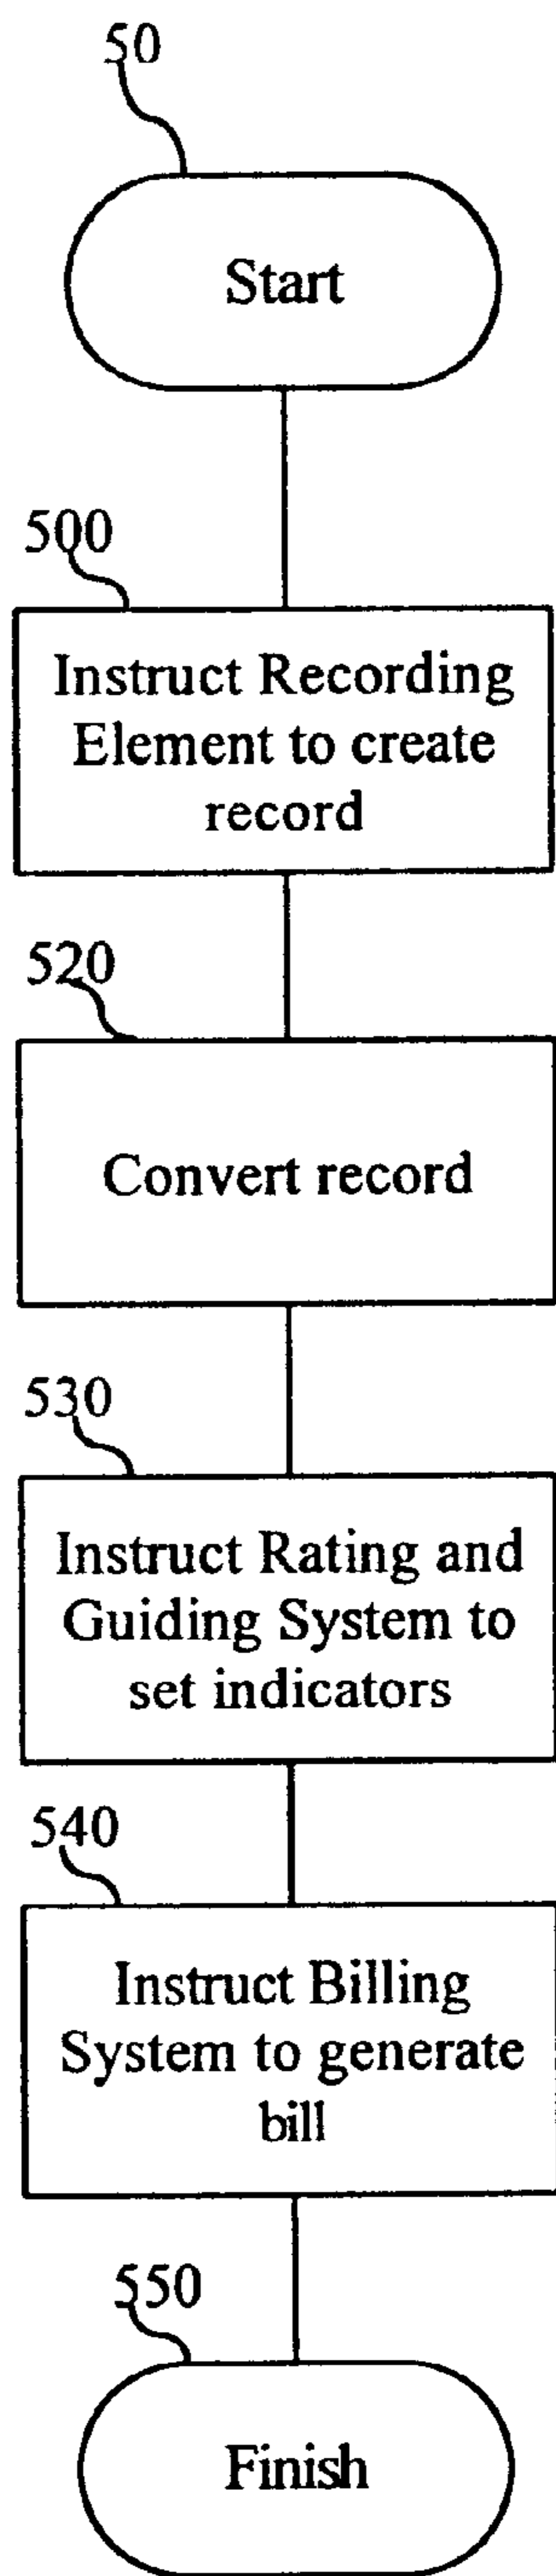 50
Start
500
Instruct Recording
Element to create
record
520
Convert record
530
Instruct Rating and
Guiding System to
set indicators
540
Instruct Billing
System to generate
bill
550
Finish